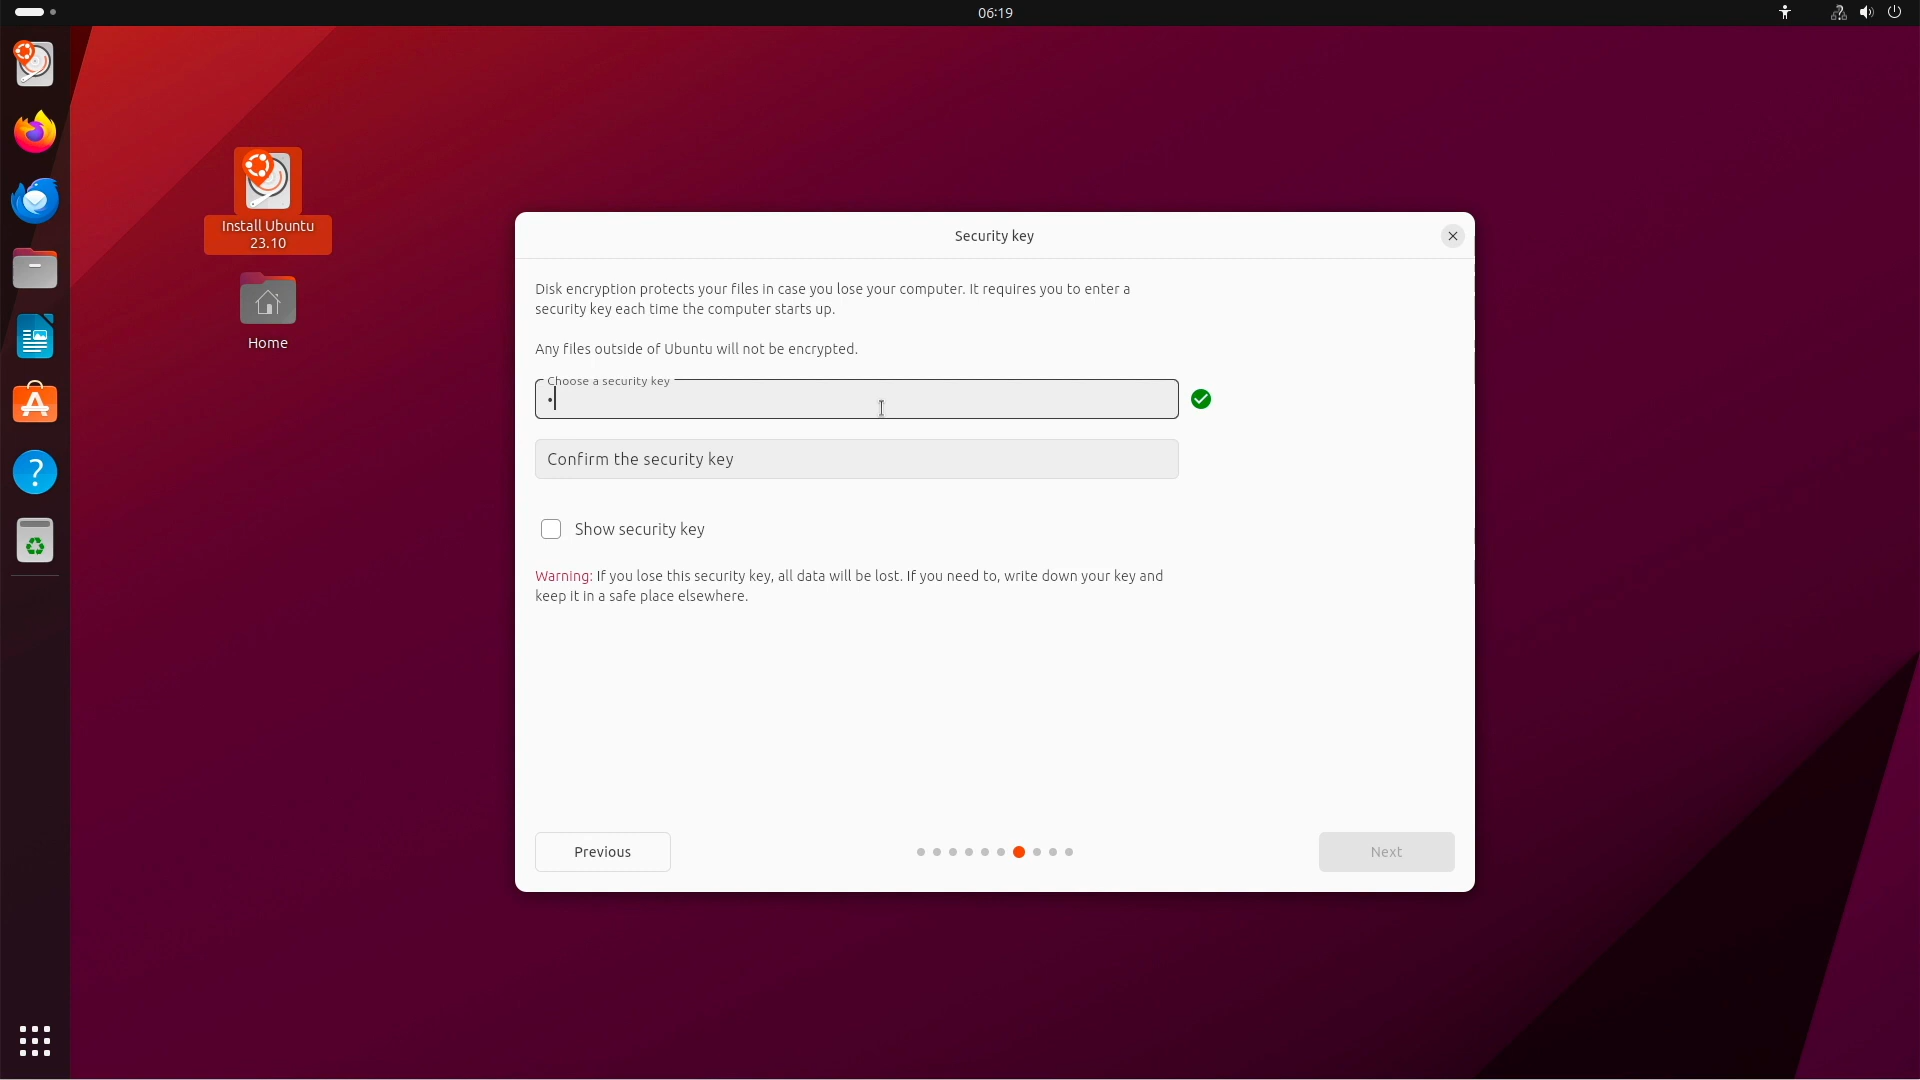 06:19
Install Ubuntu
23.10
Home
Security key
Disk encryption protects your files in case you lose your computer. It requires you to enter a
security key each time the computer starts up.
Any files outside of Ubuntu will not be encrypted.
Choose a security key
Confirm the security key
Show security key
Warning: If you lose this security key, all data will be lost. If you need to, write down your key and
keep it in a safe place elsewhere.
Previous
Next